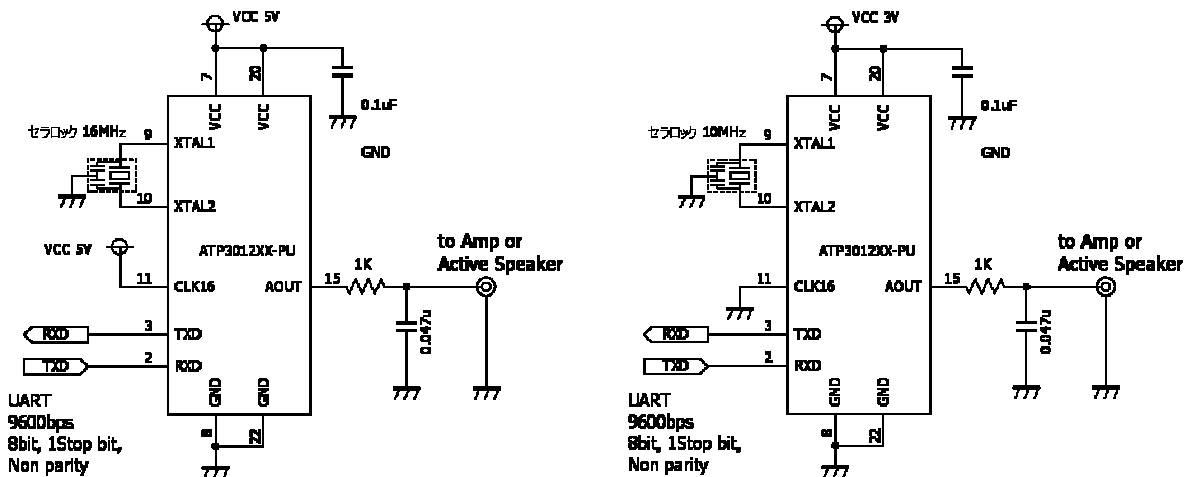 VCC 5V
7
20
VCC
VCC
0.1uF
GND
セラロック 16MHz
9
XTAL1
10
XTAL2
ATP3012XX-PU
VCC 5V
11
CLK16
AOUT
15
1K
to Amp or
Active Speaker
0.047u
RXD
3
TXD
TXD
2
RXD
GND
GND
8
22
UART
9600bps
8bit, 1Stop bit,
Non parity
VCC 3V
7
20
VCC
VCC
0.1uF
GND
セラロック 10MHz
9
XTAL1
10
XTAL2
ATP3012XX-PU
11
CLK16
AOUT
15
1K
to Amp or
Active Speaker
0.047u
RXD
3
TXD
TXD
2
RXD
GND
GND
8
22
UART
9600bps
8bit, 1Stop bit,
Non parity